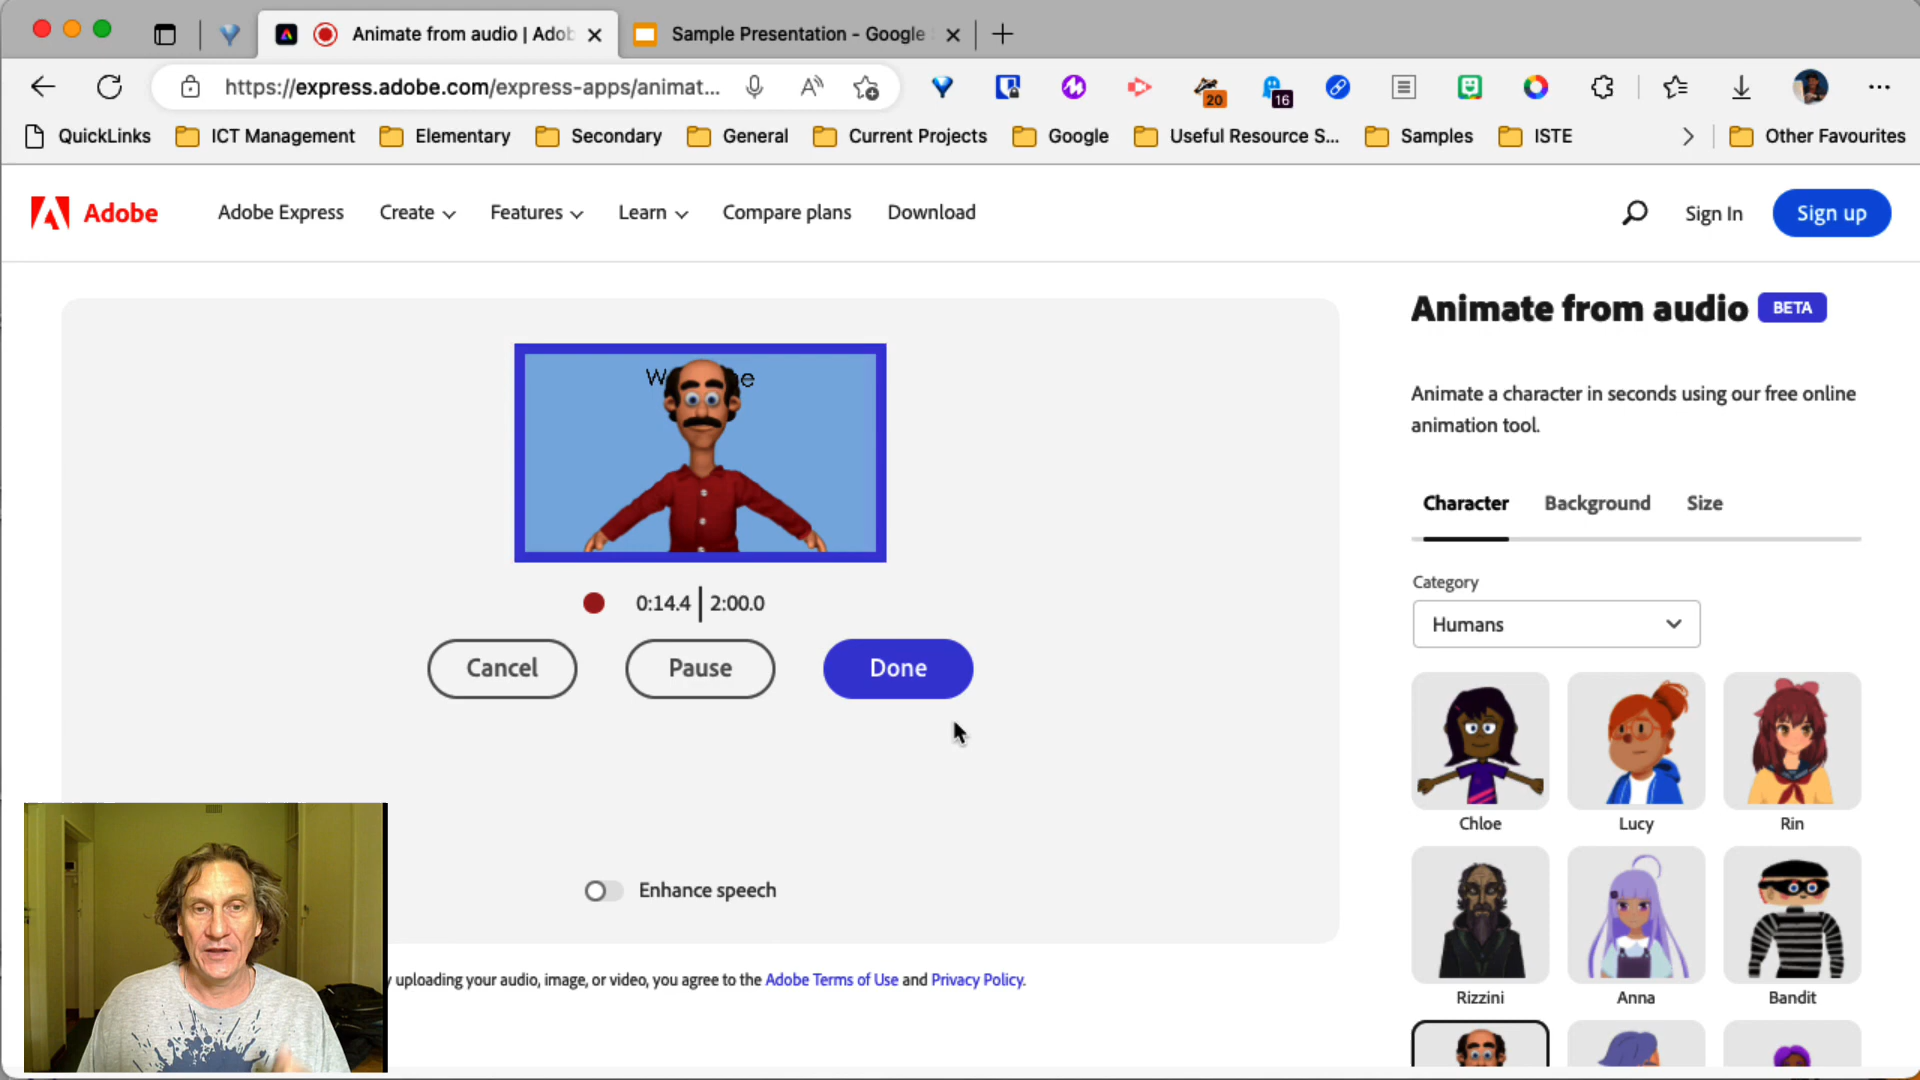 Animate from audio | Adob
Sample Presentation - Google
https://express.adobe.com/express-apps/animat...
20
16
QuickLinks
ICT Management
Elementary
Secondary
General
Current Projects
Google
Useful Resource S...
Samples
ISTE
Other Favourites
Adobe
Adobe Express
Create
Features
Learn
Compare plans
Download
Sign In
Sign up
Animate from audio BETA
Animate a character in seconds using our free online
animation tool.
Character
Background
Size
Category
Humans
0:14.4 | 2:00.0
Cancel
Pause
Done
Chloe
Lucy
Rin
Rizzini
Anna
Bandit
Enhance speech
uploading your audio, image, or video, you agree to the Adobe Terms of Use and Privacy Policy.